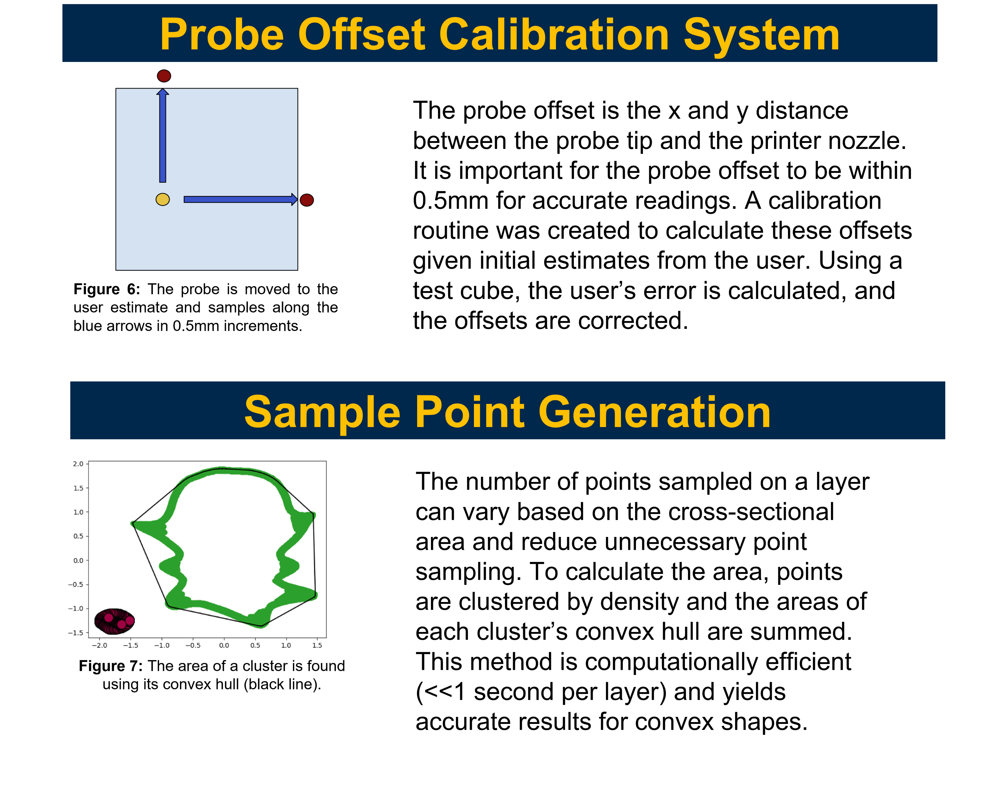 Probe Offset Calibration System
The probe offset is the x and y distance
between the probe tip and the printer nozzle.
It is important for the probe offset to be within
0.5mm for accurate readings. A calibration
routine was created to calculate these offsets
given initial estimates from the user. Using a
test cube, the user’s error is calculated, and
the offsets are corrected.
Figure 6: The probe is moved to the
user estimate and samples along the
blue arrows in 0.5mm increments.
Sample Point Generation
2.0
1.5
1.0
0.5
0.0
−0.5
−1.0
−1.5
−2.0 −1.5 −1.0 −0.5 0.0 0.5 1.0 1.5
Figure 7: The area of a cluster is found
using its convex hull (black line).
The number of points sampled on a layer
can vary based on the cross-sectional
area and reduce unnecessary point
sampling. To calculate the area, points
are clustered by density and the areas of
each cluster’s convex hull are summed.
This method is computationally efficient
(<<1 second per layer) and yields
accurate results for convex shapes.